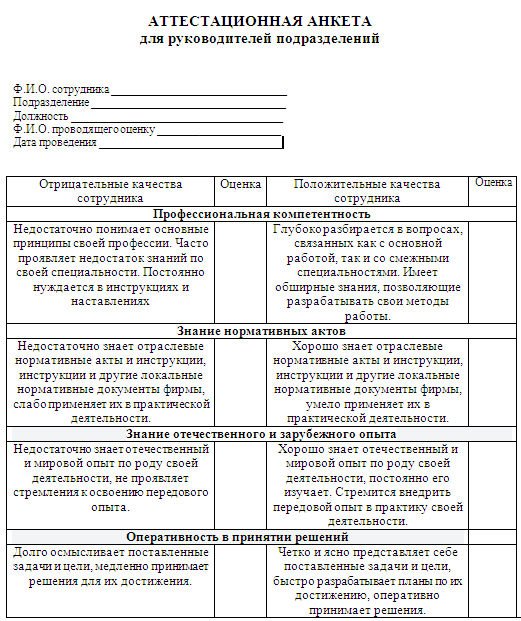 АТТЕСТАЦИОННАЯ АНКЕТА
для руководителей подразделений
Ф.И.О. сотрудника
Подразделение
Должность
Ф.И.О. проводящего оценку
Дата проведения
Отрицательные качества
сотрудника
Оценка
Положительные качества
сотрудника
Оценка
Профессиональная компетентность
Недостаточно понимает основные
принципы своей профессии. Часто
проявляет недостаток знаний по
своей специальности. Постоянно
нуждается в инструкциях и
наставлениях
Глубокоразбирается в вопросах,
связанных как с основной
работой, так и со смежными
специальностями. Имеет
обширные знания, позволяющие
разрабатывать свои методы
работы.
Знание нормативных актов
Недостаточно знает отраслевые
нормативные акты и инструкции,
инструкции и другие локальные
нормативные документы фирмы,
слабо применяет их в практической
деятельности.
Хорошо знает отраслевые
нормативные акты и инструкции,
инструкции и другие локальные
нормативные документы фирмы,
умело применяет их в
практической деятельности.
Знание отечественного и зарубежного опыта
Недостаточно знает отечественный
и мировой опыт по роду своей
деятельности, не проявляет
стремления к освоению передового
опыта.
Хорошо знает отечественный и
мировой опыт по роду своей
деятельности, постоянно его
изучает. Стремится внедрить
передовой опыт в практику своей
деятельности.
Оперативность в принятии решений
Долго осмысливает поставленные
задачи и цели, медленно принимает
решения для их достижения.
Четко и ясно представляет себе
поставленные задачи и цели,
быстро разрабатывает планы по их
достижению, оперативно
принимает решения.